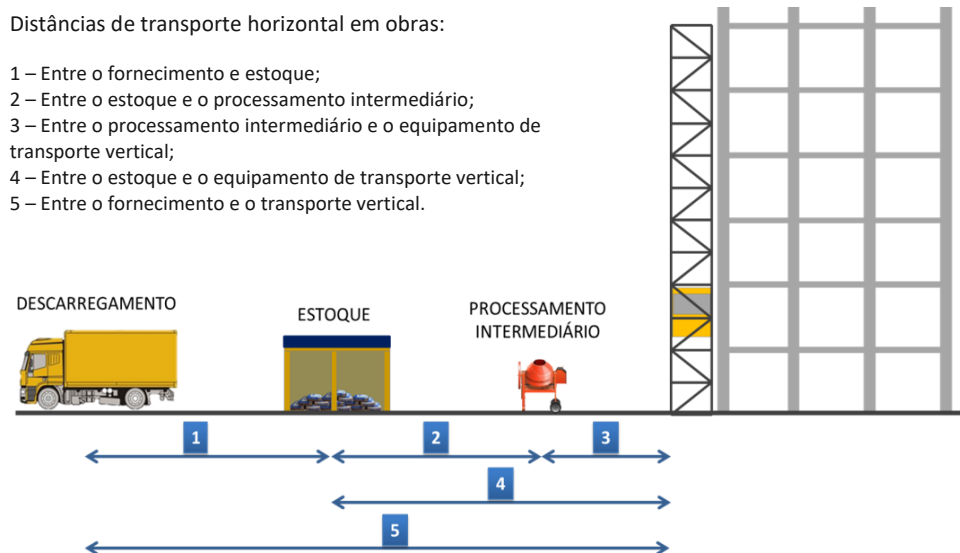 Distâncias de transporte horizontal em obras:
1 – Entre o fornecimento e estoque;
2 – Entre o estoque e o processamento intermediário;
3 – Entre o processamento intermediário e o equipamento de
transporte vertical;
4 – Entre o estoque e o equipamento de transporte vertical;
5 – Entre o fornecimento e o transporte vertical.
DESCARREGAMENTO
ESTOQUE
PROCESSAMENTO
INTERMEDIÁRIO
1
2
3
4
5